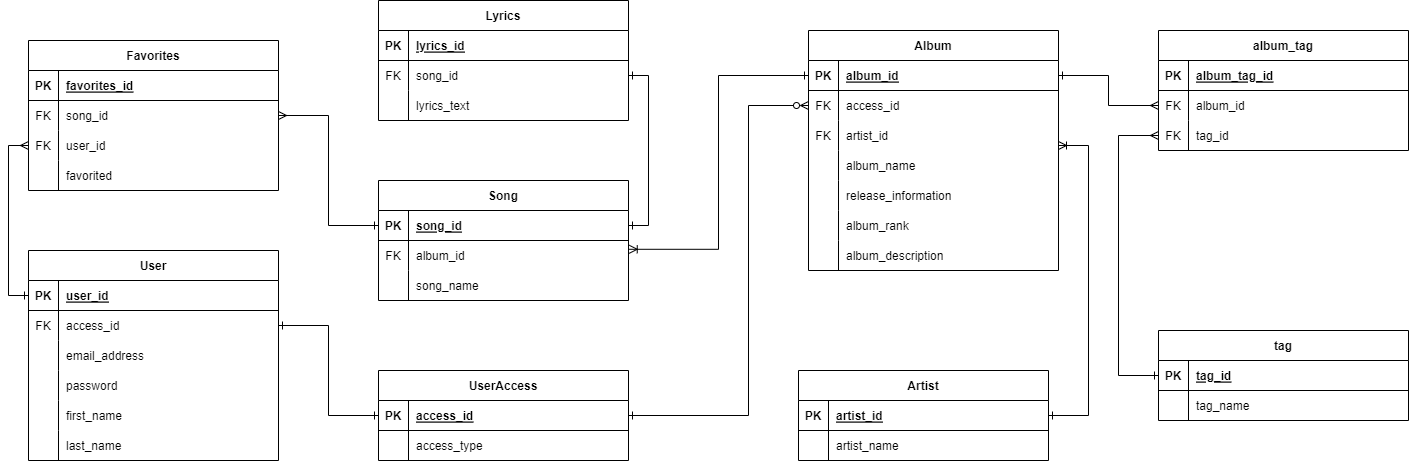 Favorites
PK favorites_id
FK song_id
FK user_id
favorited
Lyrics
PK lyrics_id
FK song_id
lyrics_text
Album
PK album_id
FK access_id
FK artist_id
album_name
release_information
album_rank
album_description
album_tag
PK album_tag_id
FK album_id
FK tag_id
Song
PK song_id
FK album_id
song_name
User
PK user_id
FK access_id
email_address
password
first_name
last_name
UserAccess
PK access_id
access_type
Artist
PK artist_id
artist_name
tag
PK tag_id
tag_name